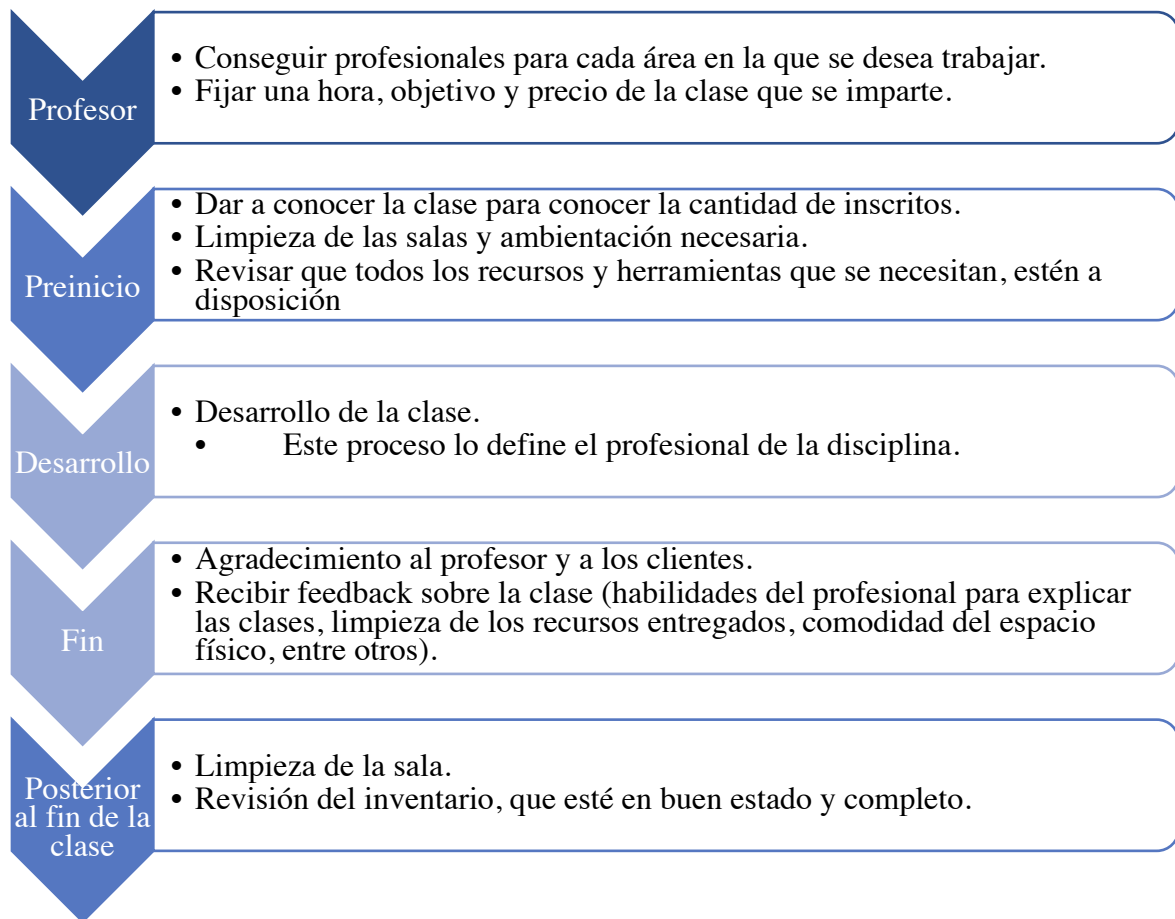 Profesor
• Conseguir profesionales para cada área en la que se desea trabajar.
• Fijar una hora, objetivo y precio de la clase que se imparte.
Preinicio
• Dar a conocer la clase para conocer la cantidad de inscritos.
• Limpieza de las salas y ambientación necesaria.
• Revisar que todos los recursos y herramientas que se necesitan, estén a
disposición
Desarrollo
• Desarrollo de la clase.
• Este proceso lo define el profesional de la disciplina.
Fin
• Agradecimiento al profesor y a los clientes.
• Recibir feedback sobre la clase (habilidades del profesional para explicar
las clases, limpieza de los recursos entregados, comodidad del espacio
físico, entre otros).
Posterior
al fin de la
clase
• Limpieza de la sala.
• Revisión del inventario, que esté en buen estado y completo.